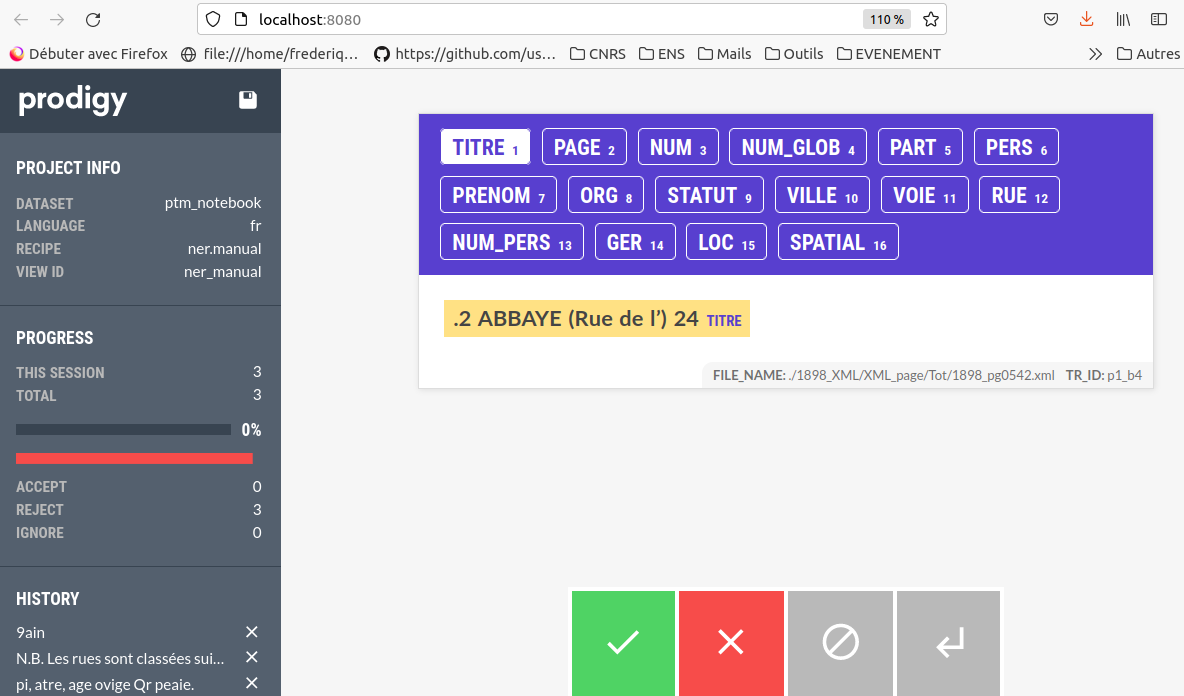 localhost:8080 110 %
Débuter avec Firefox file:///home/frederiq… https://github.com/us… CNRS ENS Mails Outils EVENEMENT Autres
prodigy
PROJECT INFO
DATASET ptm_notebook
LANGUAGE fr
RECIPE ner.manual
VIEW ID ner_manual
PROGRESS
THIS SESSION 3
TOTAL 3
0%
ACCEPT 0
REJECT 3
IGNORE 0
HISTORY
9ain
N.B. Les rues sont classées sui…
pi, atre, age ovige Qr peaie.
TITRE 1 PAGE 2 NUM 3 NUM_GLOB 4 PART 5 PERS 6
PRENOM 7 ORG 8 STATUT 9 VILLE 10 VOIE 11 RUE 12
NUM_PERS 13 GER 14 LOC 15 SPATIAL 16
.2 ABBAYE (Rue de l’) 24 TITRE
FILE_NAME: ./1898_XML/XML_page/Tot/1898_pg0542.xml TR_ID: p1_b4